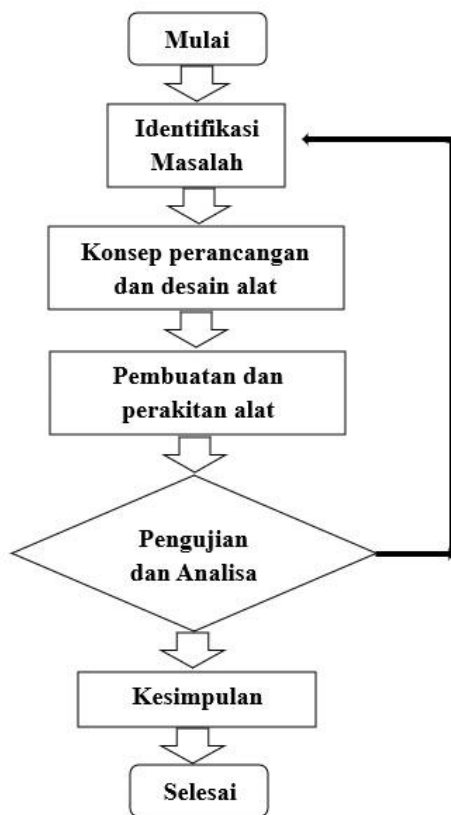 Mulai
Identifikasi
Masalah
Konsep perancangan
dan desain alat
Pembuatan dan
perakitan alat
Pengujian
dan Analisa
Kesimpulan
Selesai